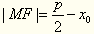 | MF |= p/2 − x₀